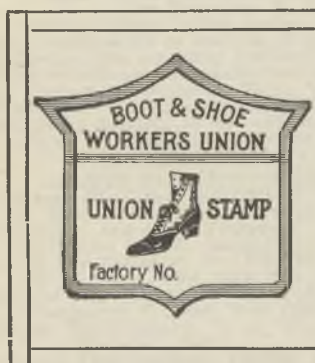 BOOT & SHOE
WORKERS UNION
UNION STAMP
Factory No.